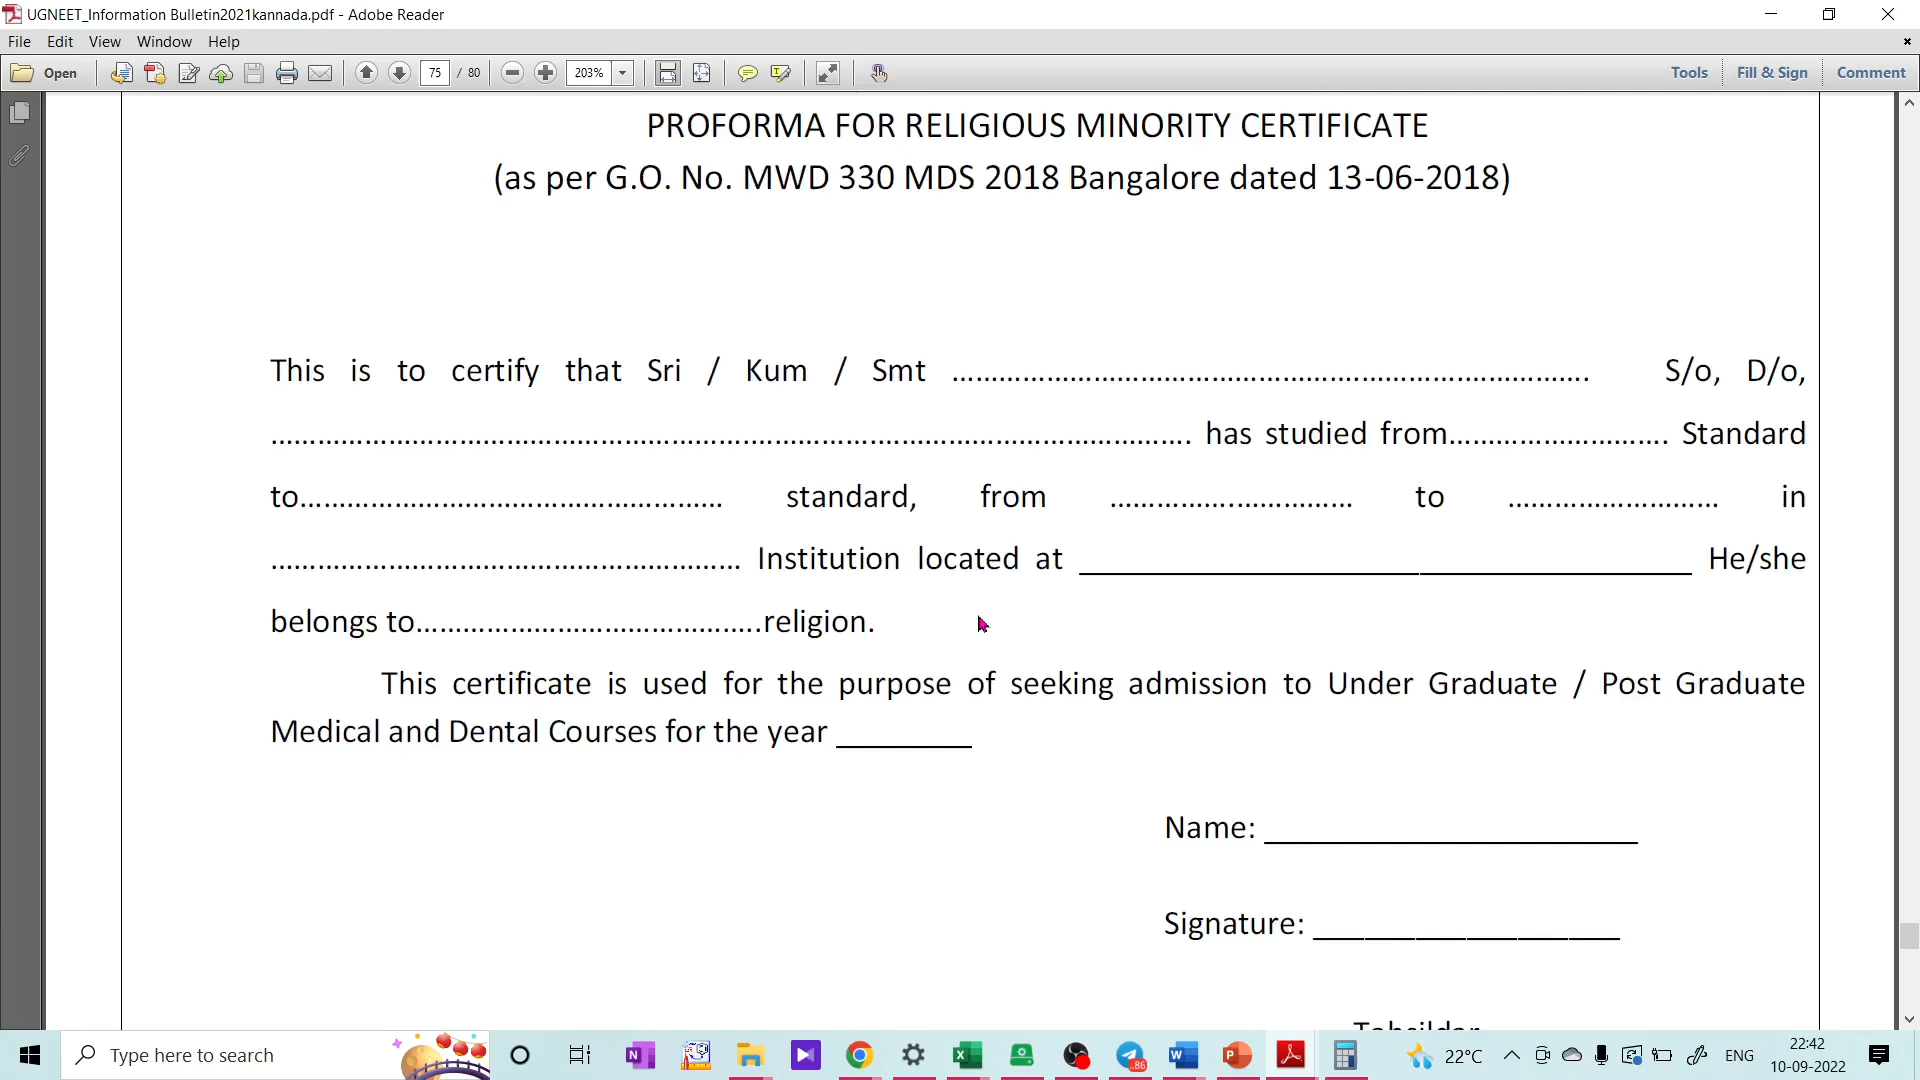 UGNEET_Information Bulletin2021kannada.pdf - Adobe Reader
File Edit View Window Help
Open 75 / 80 203% Tools Fill & Sign Comment
PROFORMA FOR RELIGIOUS MINORITY CERTIFICATE
(as per G.O. No. MWD 330 MDS 2018 Bangalore dated 13-06-2018)
This is to certify that Sri / Kum / Smt ……………………………………………………………………. S/o, D/o,
…………………………………………………………………………………………………. has studied from………………………. Standard
to…………………………………………… standard, from ………………………… to ……………………… in
………………………………………………… Institution located at ____________________________________ He/she
belongs to……………………………………..religion.
This certificate is used for the purpose of seeking admission to Under Graduate / Post Graduate
Medical and Dental Courses for the year ________
Name: ______________________
Signature: __________________
Tahsildar
Type here to search 86 22°C ENG 22:42
10-09-2022